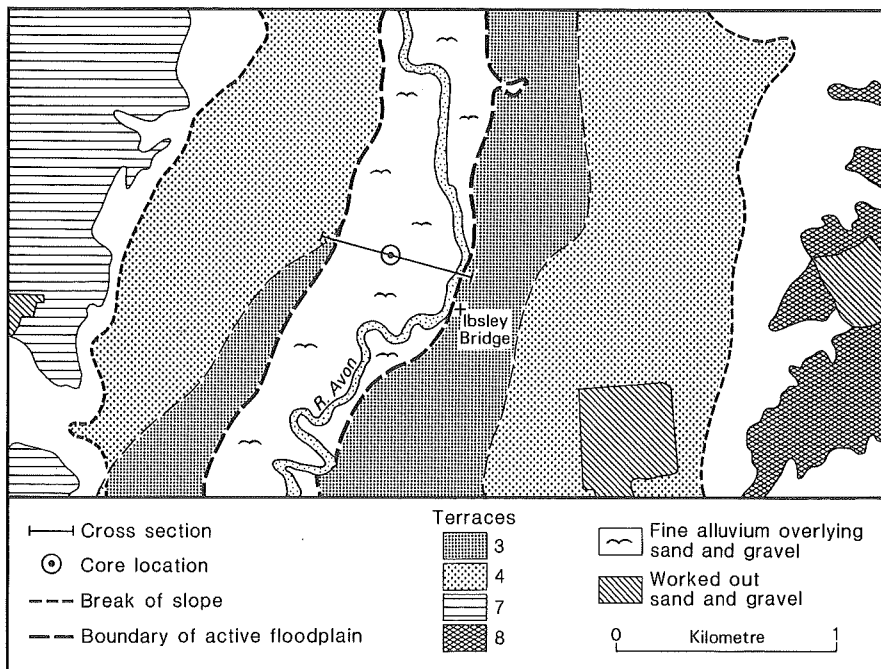 Ibsley
Bridge
R. Avon
Cross section
Core location
Break of slope
Boundary of active floodplain
Terraces
3
4
7
8
Fine alluvium overlying
sand and gravel
Worked out
sand and gravel
0 Kilometre 1